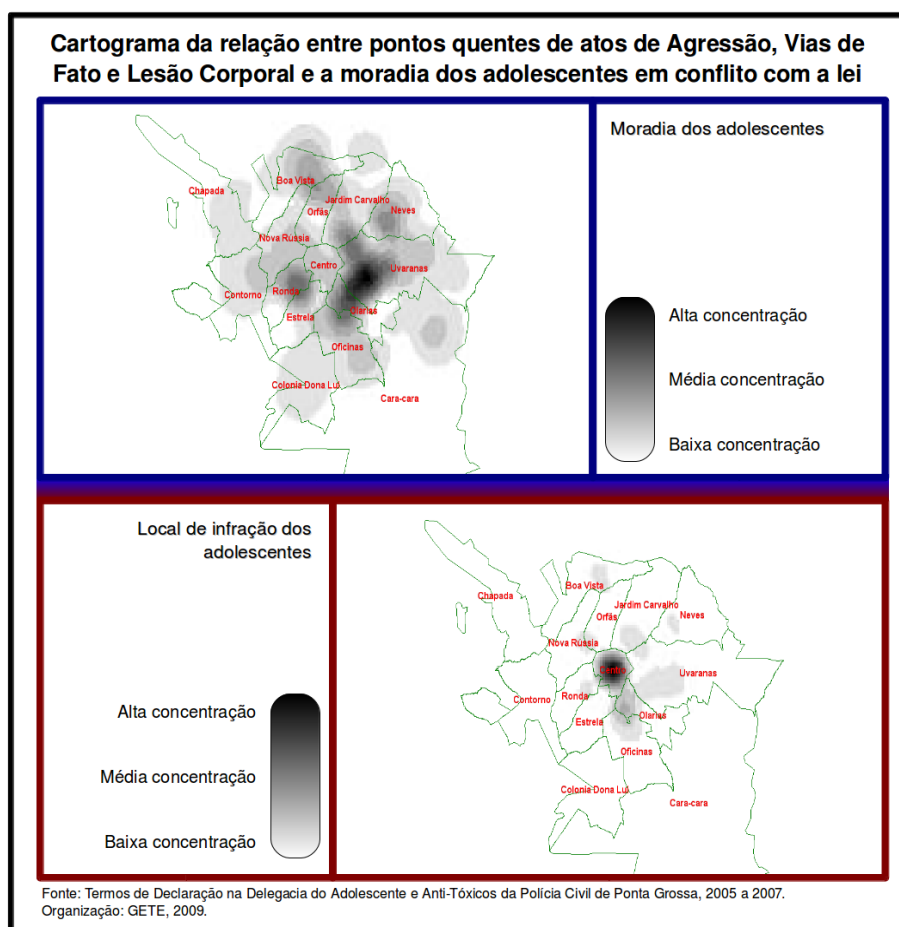 Cartograma da relação entre pontos quentes de atos de Agressão, Vias de
Fato e Lesão Corporal e a moradia dos adolescentes em conflito com a lei
Moradia dos adolescentes
Chapada
Boa Vista
Jardim Carvalho
Orfãs
Neves
Nova Rússia
Centro
Uvaranas
Contorno
Ronda
Estrela
Olarias
Oficinas
Colonia Dona Luí
Cara-cara
Alta concentração
Média concentração
Baixa concentração
Local de infração dos
adolescentes
Alta concentração
Média concentração
Baixa concentração
Chapada
Boa Vista
Jardim Carvalho
Orfãs
Neves
Nova Rússia
Centro
Uvaranas
Contorno
Ronda
Estrela
Olarias
Oficinas
Colonia Dona Luí
Cara-cara
Fonte: Termos de Declaração na Delegacia do Adolescente e Anti-Tóxicos da Polícia Civil de Ponta Grossa, 2005 a 2007.
Organização: GETE, 2009.